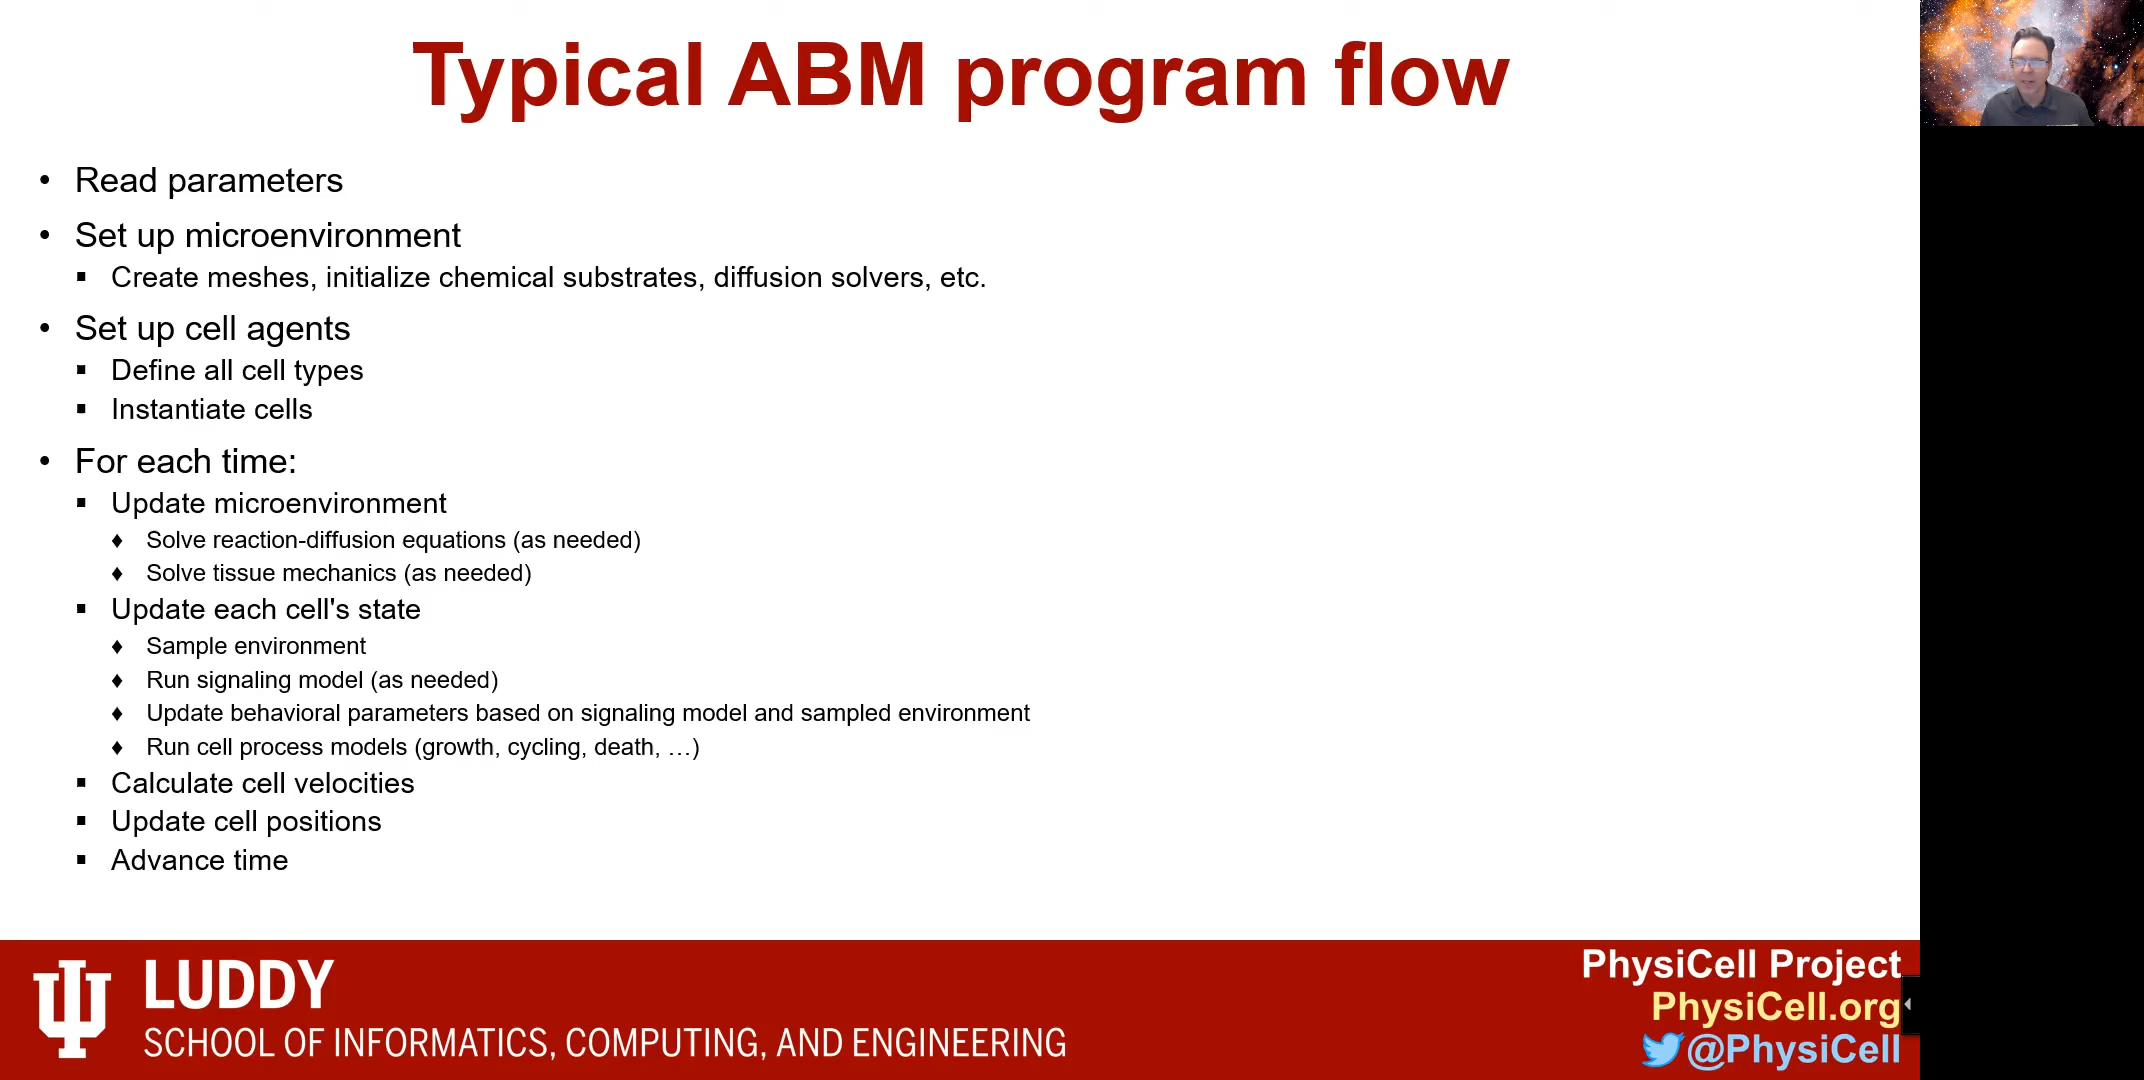 Typical ABM program flow
• Read parameters
• Set up microenvironment
▪ Create meshes, initialize chemical substrates, diffusion solvers, etc.
• Set up cell agents
▪ Define all cell types
▪ Instantiate cells
• For each time:
▪ Update microenvironment
♦ Solve reaction-diffusion equations (as needed)
♦ Solve tissue mechanics (as needed)
▪ Update each cell's state
♦ Sample environment
♦ Run signaling model (as needed)
♦ Update behavioral parameters based on signaling model and sampled environment
♦ Run cell process models (growth, cycling, death, …)
▪ Calculate cell velocities
▪ Update cell positions
▪ Advance time
LUDDY
SCHOOL OF INFORMATICS, COMPUTING, AND ENGINEERING
PhysiCell Project
PhysiCell.org
@PhysiCell